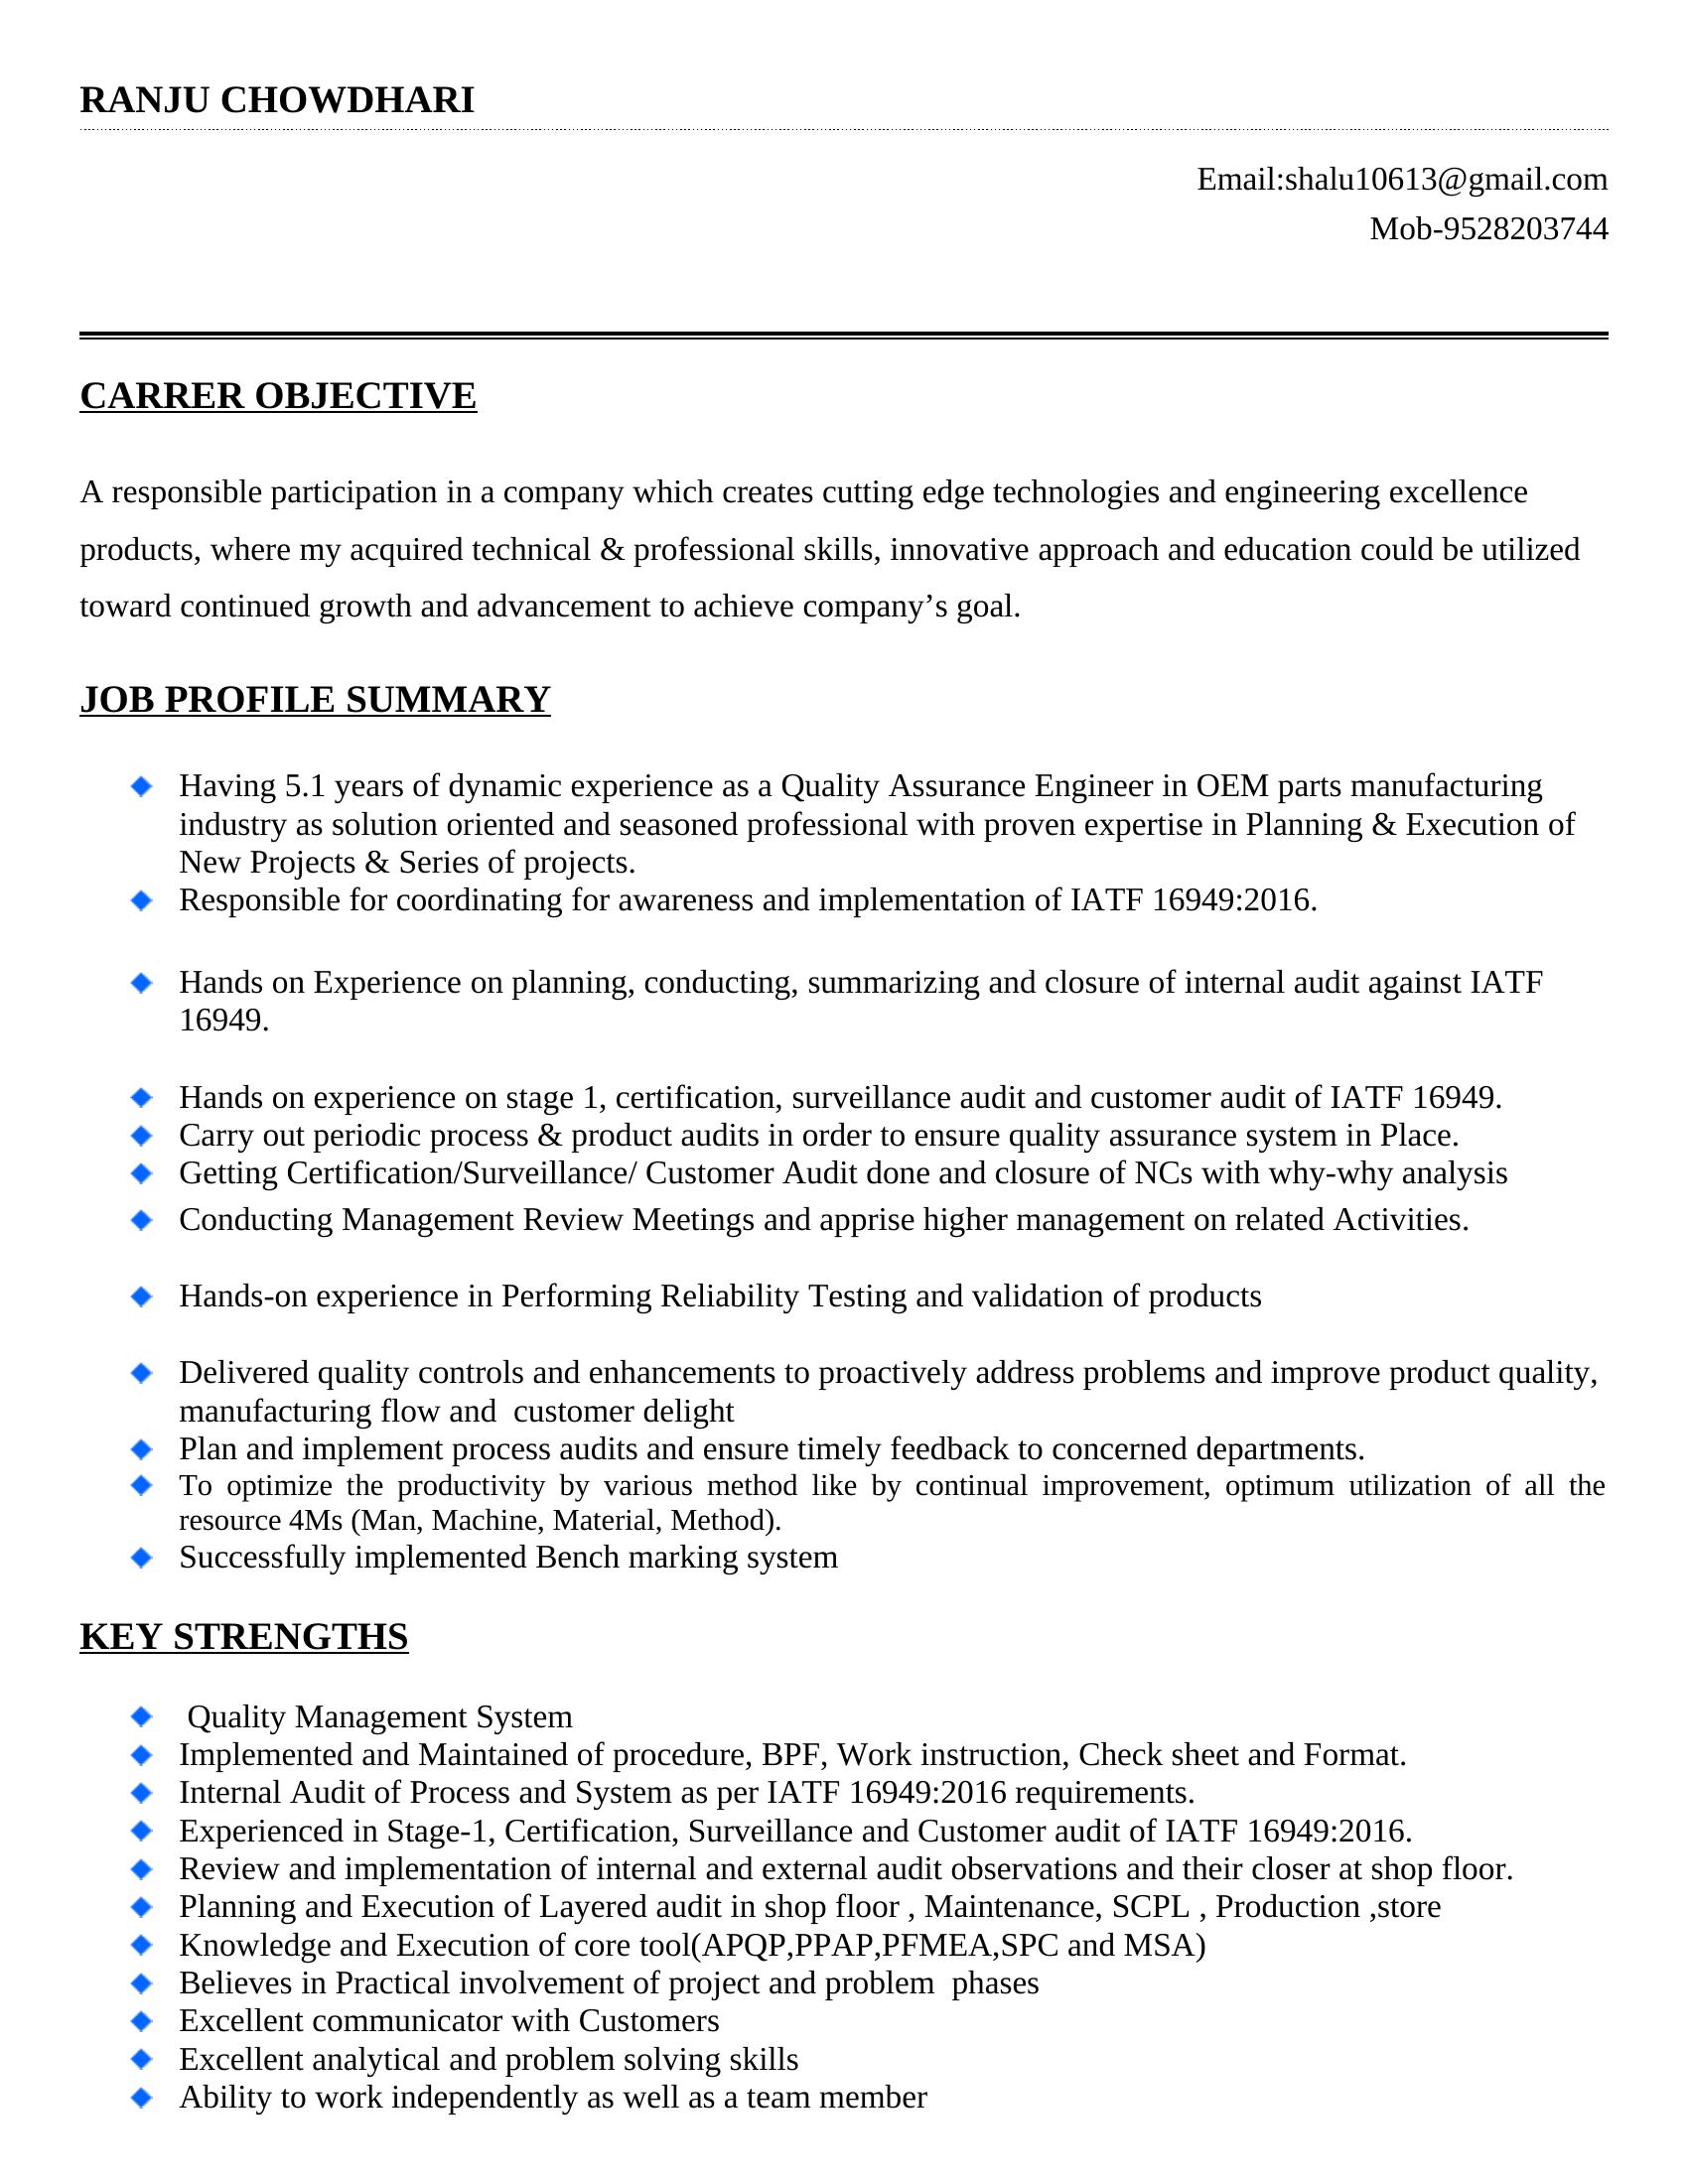 RANJU CHOWDHARI
Email:shalu10613@gmail.com
Mob-9528203744
CARRER OBJECTIVE
A responsible participation in a company which creates cutting edge technologies and engineering excellence
products, where my acquired technical & professional skills, innovative approach and education could be utilized
toward continued growth and advancement to achieve company’s goal.
JOB PROFILE SUMMARY
Having 5.1 years of dynamic experience as a Quality Assurance Engineer in OEM parts manufacturing
industry as solution oriented and seasoned professional with proven expertise in Planning & Execution of
New Projects & Series of projects.
Responsible for coordinating for awareness and implementation of IATF 16949:2016.
Hands on Experience on planning, conducting, summarizing and closure of internal audit against IATF
16949.
Hands on experience on stage 1, certification, surveillance audit and customer audit of IATF 16949.
Carry out periodic process & product audits in order to ensure quality assurance system in Place.
Getting Certification/Surveillance/ Customer Audit done and closure of NCs with why-why analysis
Conducting Management Review Meetings and apprise higher management on related Activities.
Hands-on experience in Performing Reliability Testing and validation of products
Delivered quality controls and enhancements to proactively address problems and improve product quality,
manufacturing flow and  customer delight
Plan and implement process audits and ensure timely feedback to concerned departments.
To optimize the productivity by various method like by continual improvement, optimum utilization of all the
resource 4Ms (Man, Machine, Material, Method).
Successfully implemented Bench marking system
KEY STRENGTHS
Quality Management System
Implemented and Maintained of procedure, BPF, Work instruction, Check sheet and Format.
Internal Audit of Process and System as per IATF 16949:2016 requirements.
Experienced in Stage-1, Certification, Surveillance and Customer audit of IATF 16949:2016.
Review and implementation of internal and external audit observations and their closer at shop floor.
Planning and Execution of Layered audit in shop floor , Maintenance, SCPL , Production ,store
Knowledge and Execution of core tool(APQP,PPAP,PFMEA,SPC and MSA)
Believes in Practical involvement of project and problem  phases
Excellent communicator with Customers
Excellent analytical and problem solving skills
Ability to work independently as well as a team member